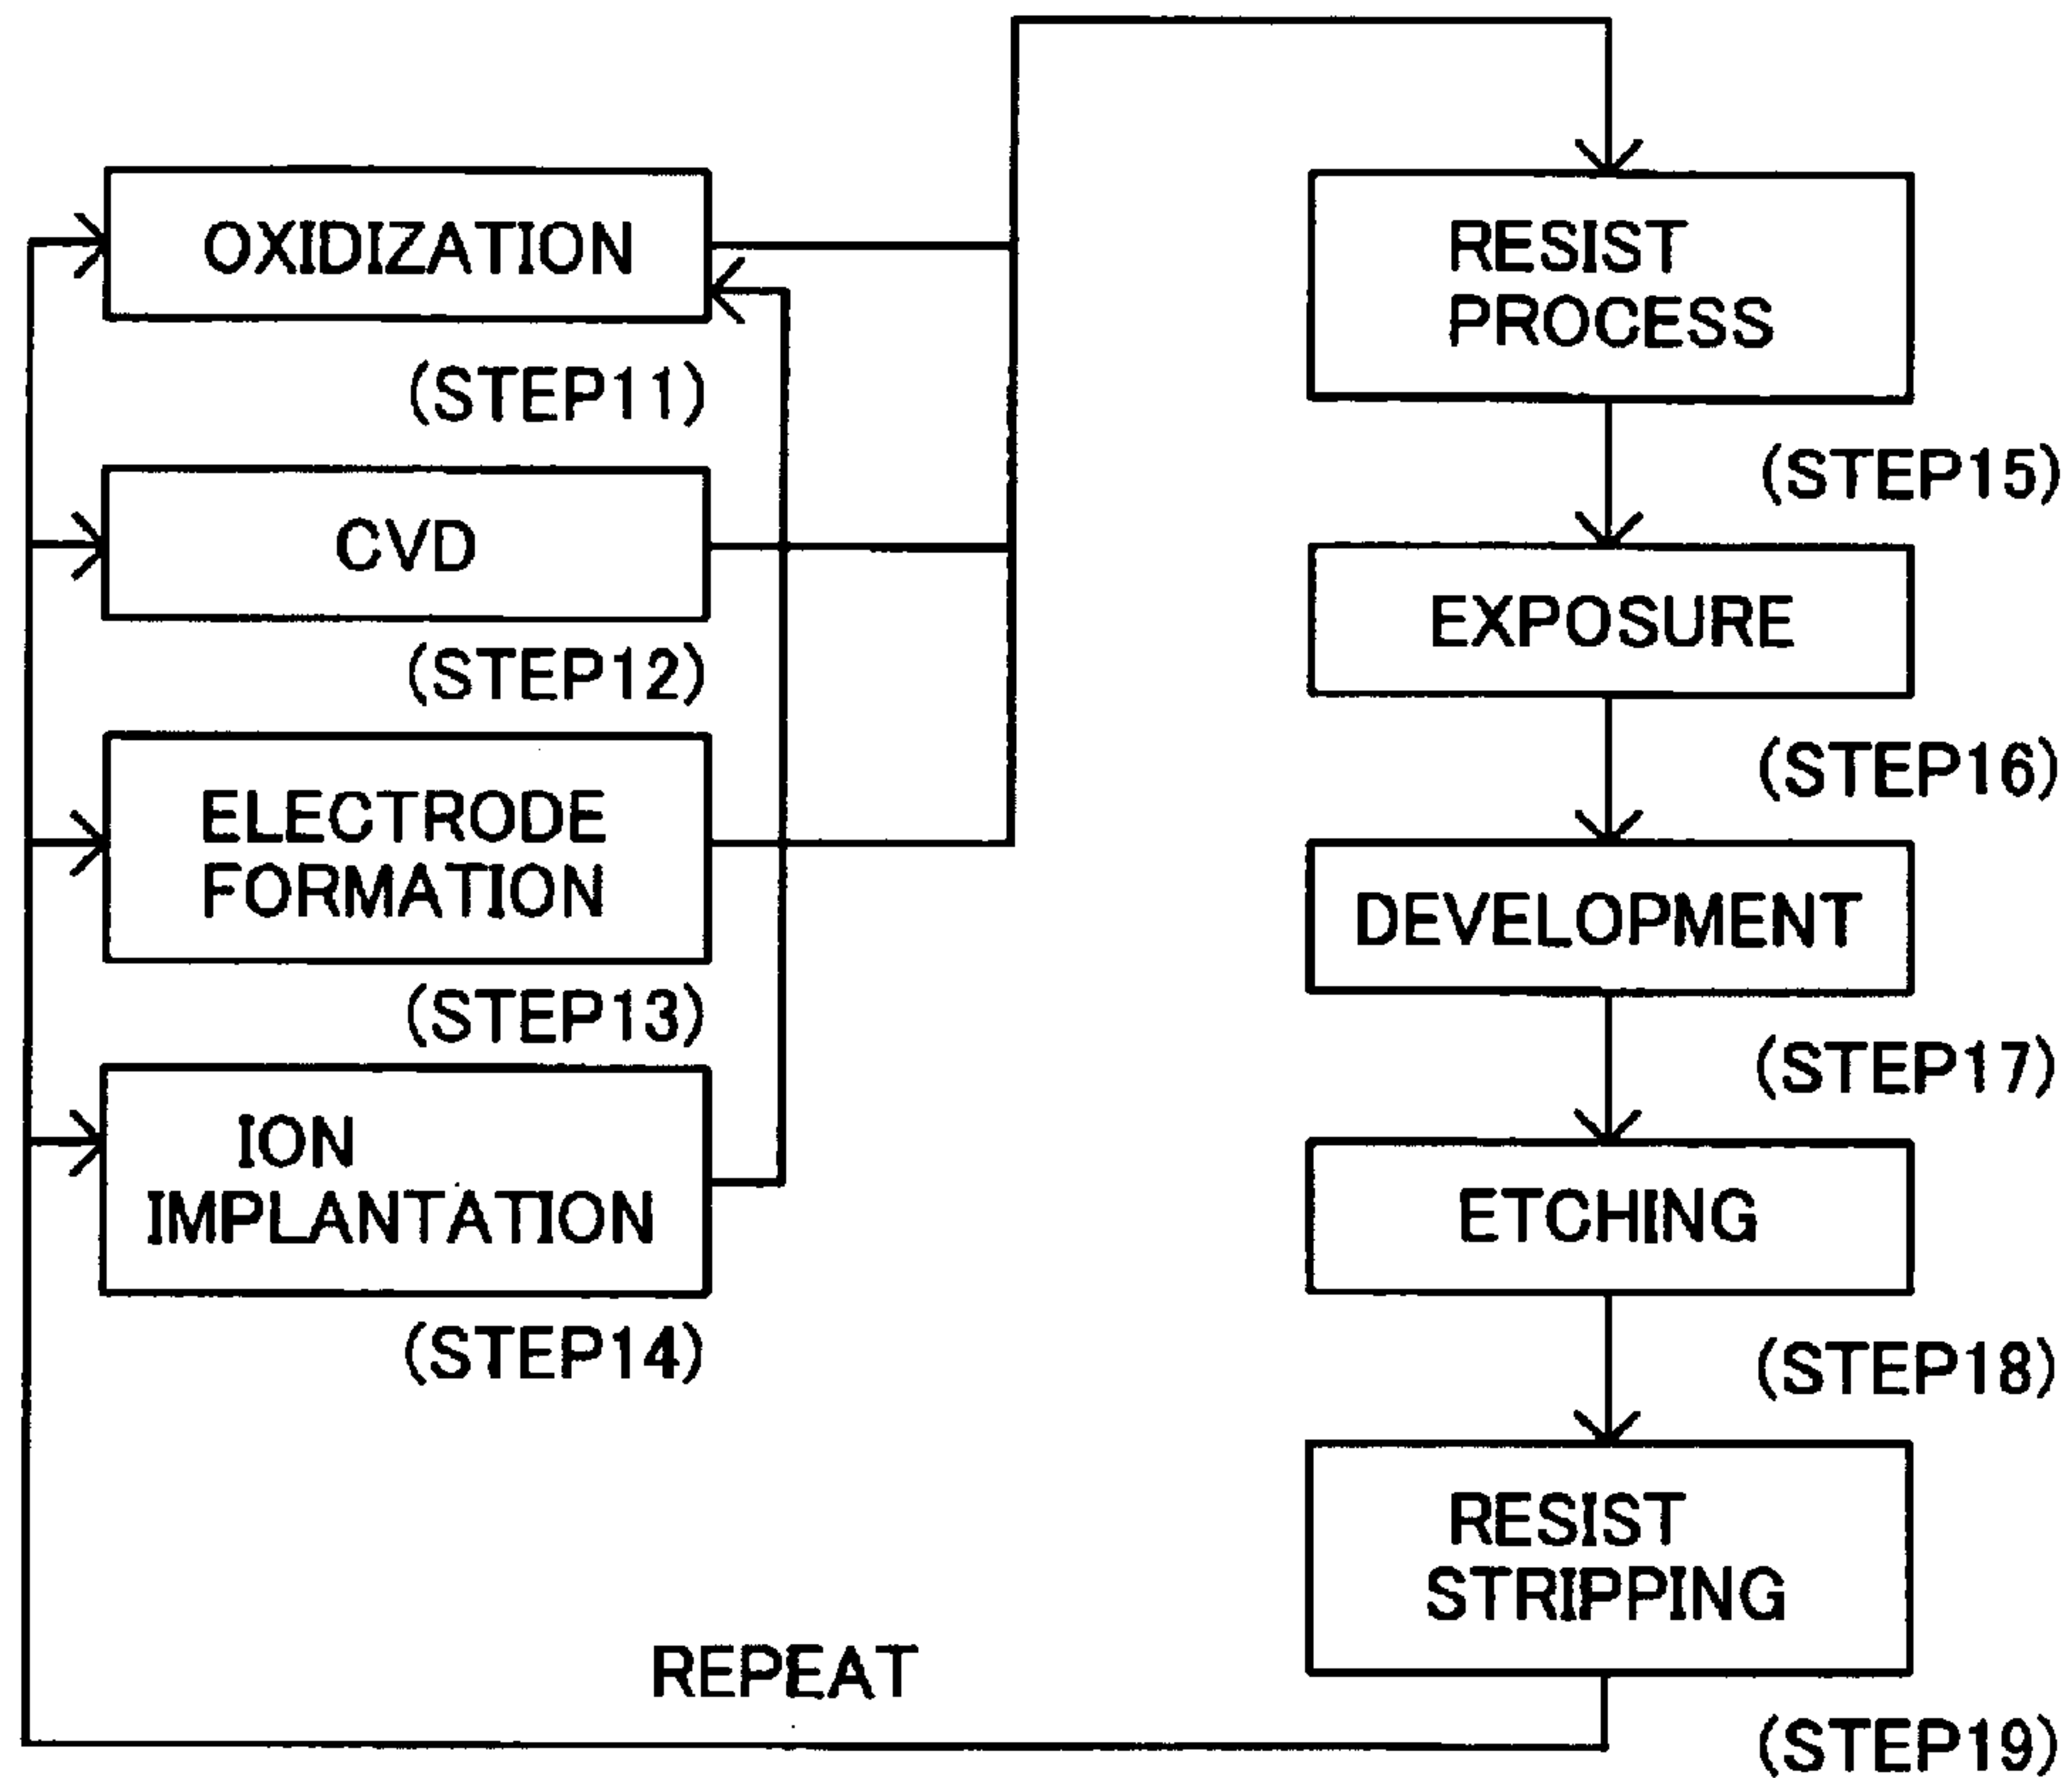 OXIDIZATION
(STEP11)
CVD
(STEP12)
ELECTRODE
FORMATION
(STEP13)
ION
IMPLANTATION
(STEP14)
RESIST
PROCESS
(STEP15)
EXPOSURE
(STEP16)
DEVELOPMENT
(STEP17)
ETCHING
(STEP18)
RESIST
STRIPPING
(STEP19)
REPEAT